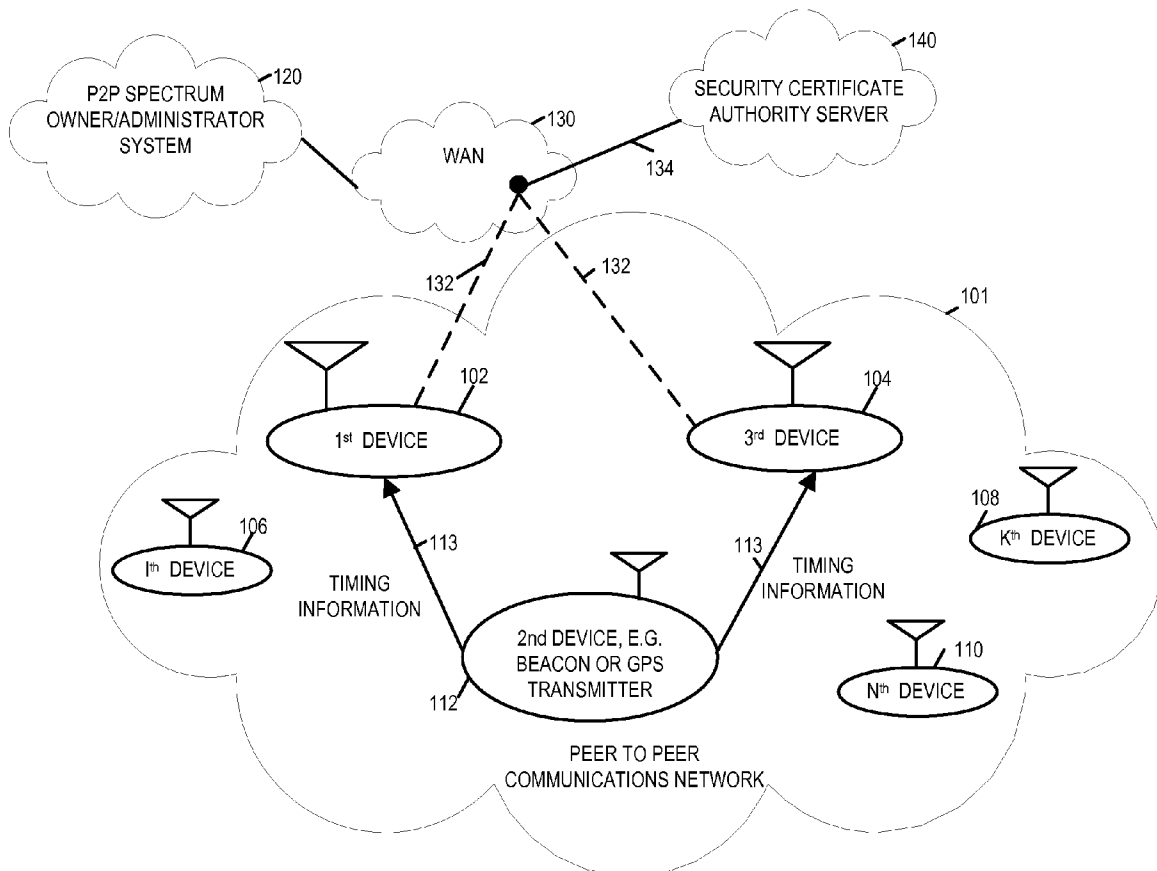 120
P2P SPECTRUM
OWNER/ADMINISTRATOR
SYSTEM
130
WAN
140
SECURITY CERTIFICATE
AUTHORITY SERVER
134
132
132
101
102
1st DEVICE
104
3rd DEVICE
106
Ith DEVICE
108
Kth DEVICE
113
TIMING
INFORMATION
113
TIMING
INFORMATION
2nd DEVICE, E.G.
BEACON OR GPS
TRANSMITTER
112
110
Nth DEVICE
PEER TO PEER
COMMUNICATIONS NETWORK